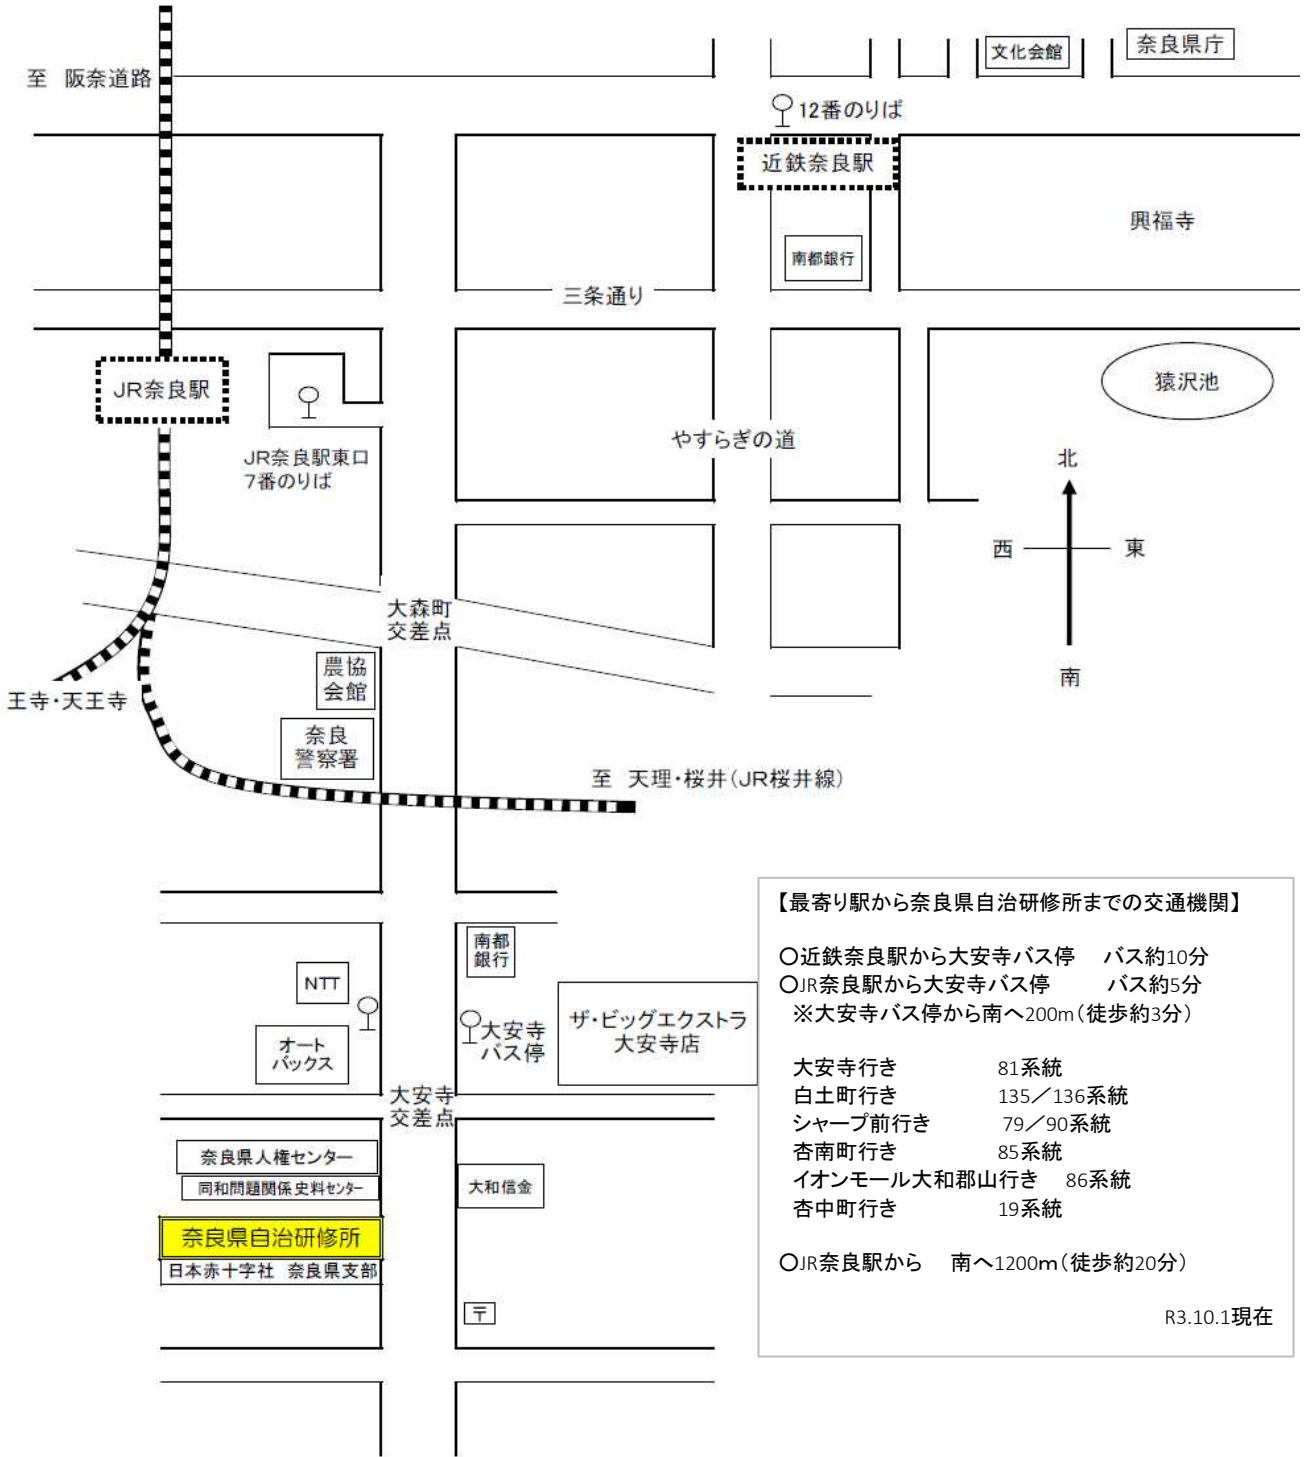 文化会館
奈良県庁
至 阪奈道路
12番のりば
近鉄奈良駅
興福寺
南都銀行
三条通り
JR奈良駅
猿沢池
やすらぎの道
JR奈良駅東口
7番のりば
北
西
東
南
大森町
交差点
農協
会館
王寺・天王寺
奈良
警察署
至 天理・桜井(JR桜井線)
南都
銀行
NTT
大安寺
バス停
ザ・ビッグエクストラ
大安寺店
オート
バックス
大安寺
交差点
奈良県人権センター
同和問題関係史料センター
大和信金
奈良県自治研修所
日本赤十字社 奈良県支部
〒
【最寄り駅から奈良県自治研修所までの交通機関】
〇近鉄奈良駅から大安寺バス停 バス約10分
〇JR奈良駅から大安寺バス停 バス約5分
※大安寺バス停から南へ200m(徒歩約3分)
大安寺行き 81系統
白土町行き 135/136系統
シャープ前行き 79/90系統
杏南町行き 85系統
イオンモール大和郡山行き 86系統
杏中町行き 19系統
〇JR奈良駅から 南へ1200m(徒歩約20分)
R3.10.1現在